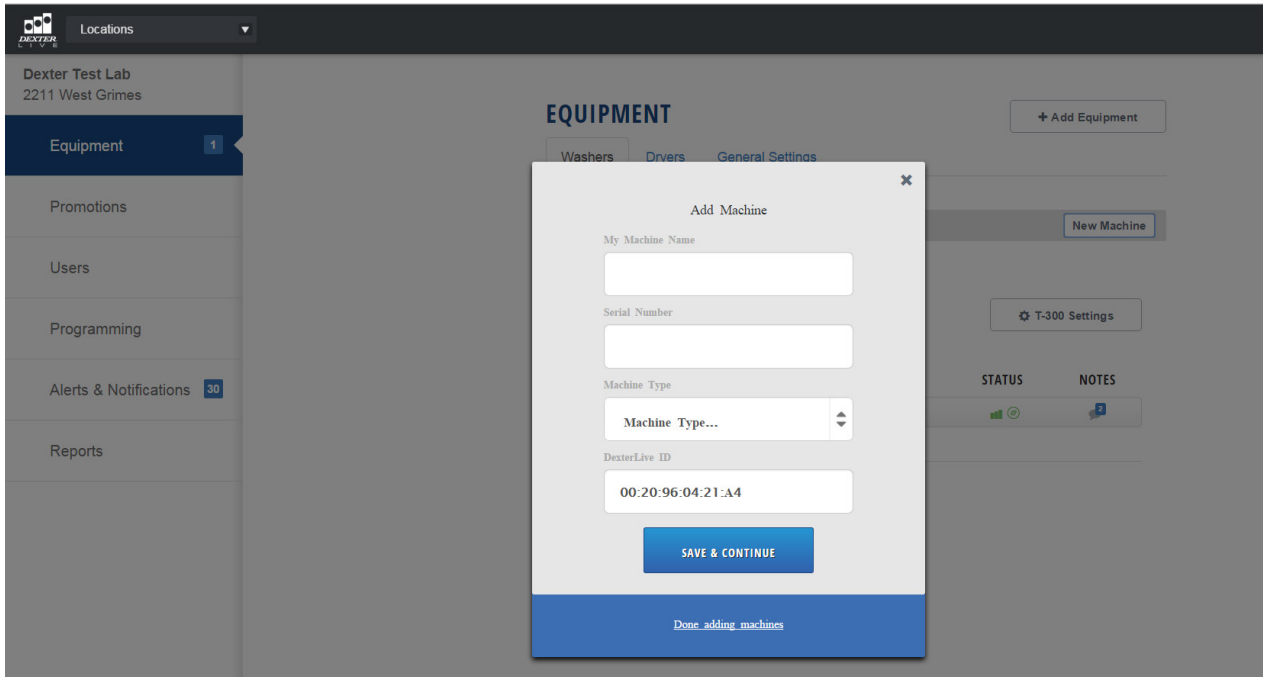 DEXTER
LIVE
Locations
Dexter Test Lab
2211 West Grimes
Equipment 1
Promotions
Users
Programming
Alerts & Notifications 30
Reports
EQUIPMENT
+ Add Equipment
Washers Dryers General Settings
New Machine
T-300 Settings
STATUS NOTES
2
Add Machine
My Machine Name
Serial Number
Machine Type
Machine Type...
DexterLive ID
00:20:96:04:21:A4
SAVE & CONTINUE
Done adding machines